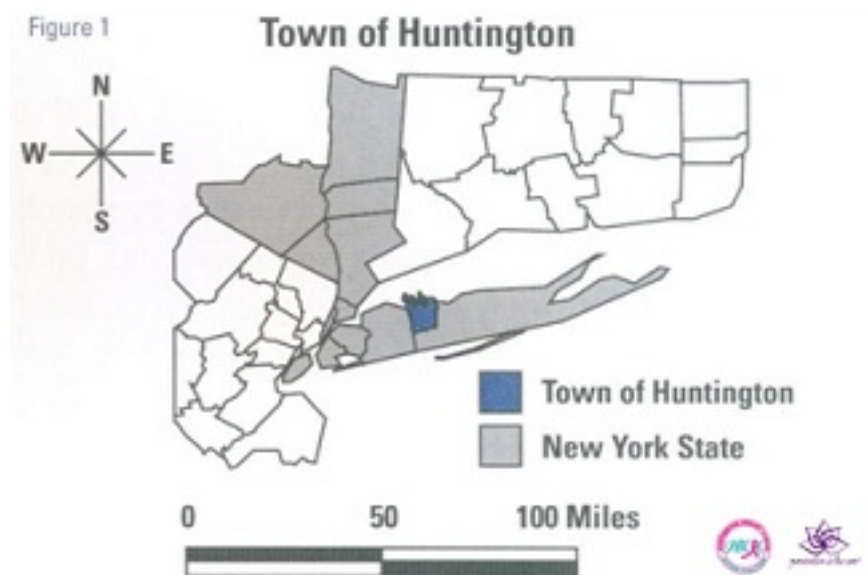 Figure 1
Town of Huntington
N
W E
S
Town of Huntington
New York State
0 50 100 Miles